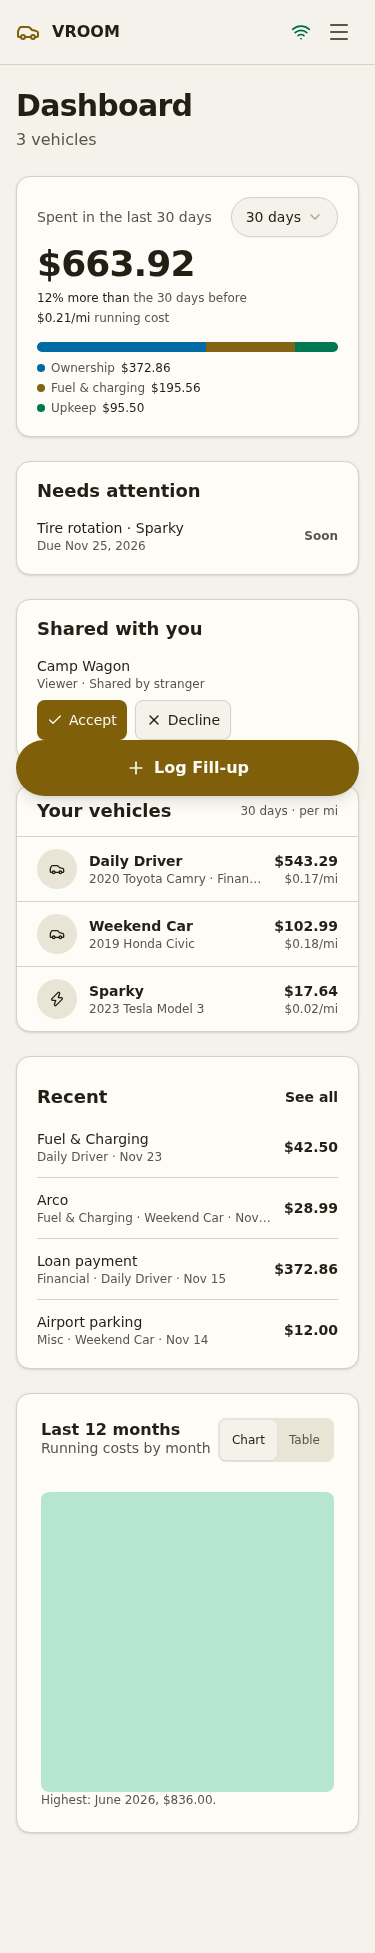 VROOM
Dashboard
3 vehicles
Spent in the last 30 days
30 days
$663.92
12% more than the 30 days before
$0.21/mi running cost
Ownership $372.86
Fuel & charging $195.56
Upkeep $95.50
Needs attention
Tire rotation · Sparky
Due Nov 25, 2026
Soon
Shared with you
Camp Wagon
Viewer · Shared by stranger
Accept
Decline
Log Fill-up
Your vehicles
30 days · per mi
Daily Driver
$543.29
2020 Toyota Camry · Finan...
$0.17/mi
Weekend Car
$102.99
2019 Honda Civic
$0.18/mi
Sparky
$17.64
2023 Tesla Model 3
$0.02/mi
Recent
See all
Fuel & Charging
Daily Driver · Nov 23
$42.50
Arco
Fuel & Charging · Weekend Car · Nov...
$28.99
Loan payment
Financial · Daily Driver · Nov 15
$372.86
Airport parking
Misc · Weekend Car · Nov 14
$12.00
Last 12 months
Running costs by month
Chart
Table
Highest: June 2026, $836.00.